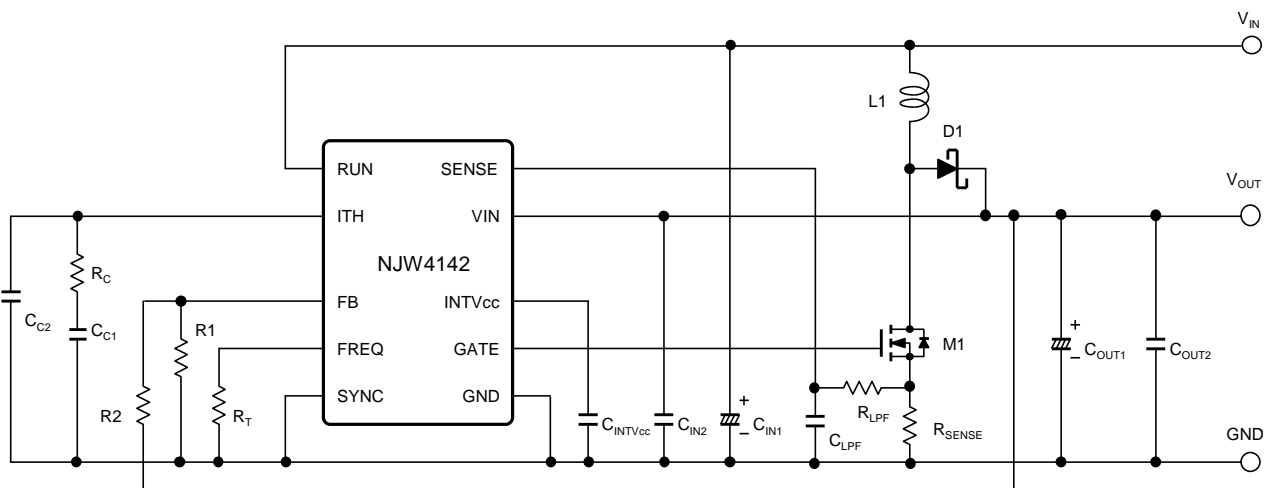 V_IN
L1
D1
RUN
SENSE
V_OUT
ITH
VIN
R_C
NJW4142
C_C2
C_C1
FB
INTVcc
R1
FREQ
GATE
M1
+
−
C_OUT1
C_OUT2
SYNC
GND
R2
R_T
C_INTVcc
C_IN2
+
−
C_IN1
R_LPF
C_LPF
R_SENSE
GND